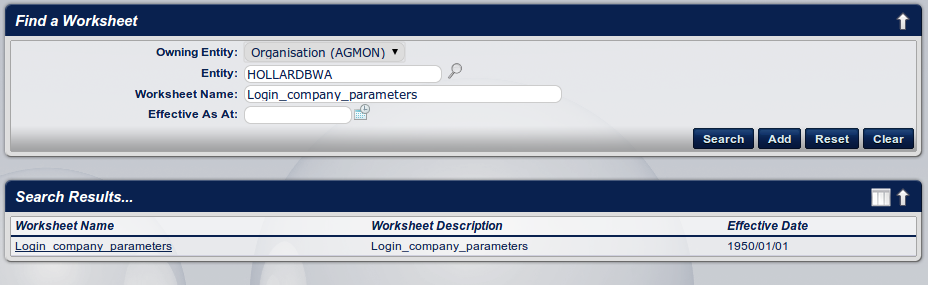 Find a Worksheet
Owning Entity: Organisation (AGMON)
Entity: HOLLARDBWA
Worksheet Name: Login_company_parameters
Effective As At:
Search Add Reset Clear
Search Results...
Worksheet Name Worksheet Description Effective Date
Login_company_parameters Login_company_parameters 1950/01/01